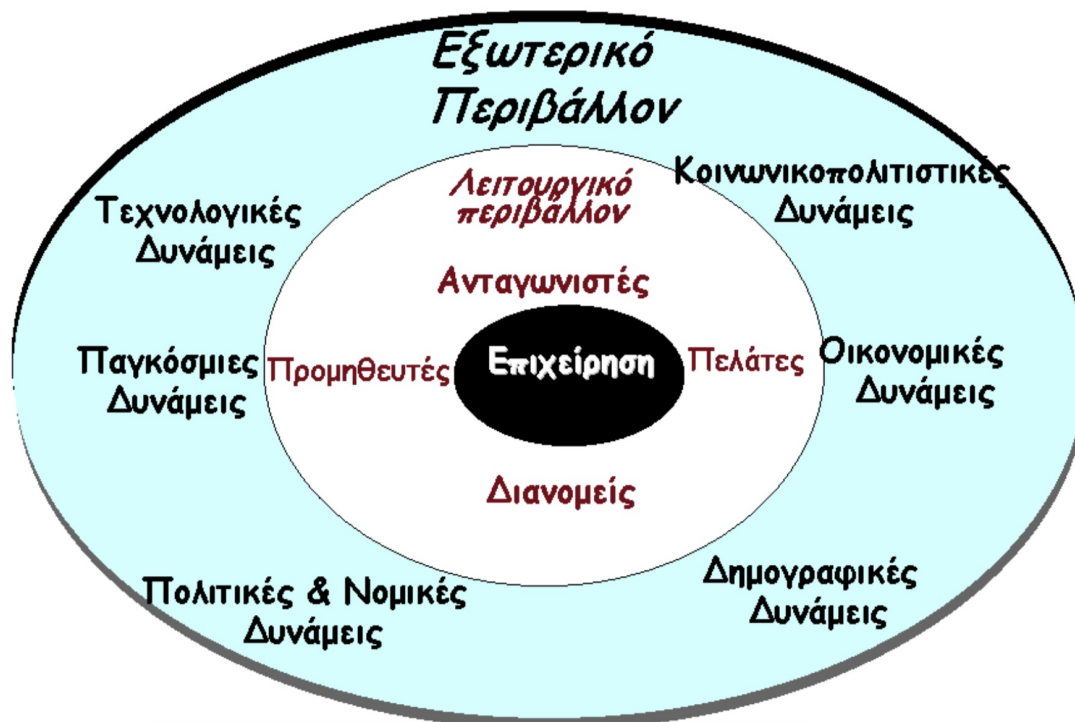 Εξωτερικό
Περιβάλλον
Κοινωνικοπολιτιστικές
Δυνάμεις
Τεχνολογικές
Δυνάμεις
Λειτουργικό
περιβάλλον
Ανταγωνιστές
Παγκόσμιες
Δυνάμεις
Προμηθευτές
Επιχείρηση
Πελάτες
Οικονομικές
Δυνάμεις
Διανομείς
Πολιτικές & Νομικές
Δυνάμεις
Δημογραφικές
Δυνάμεις